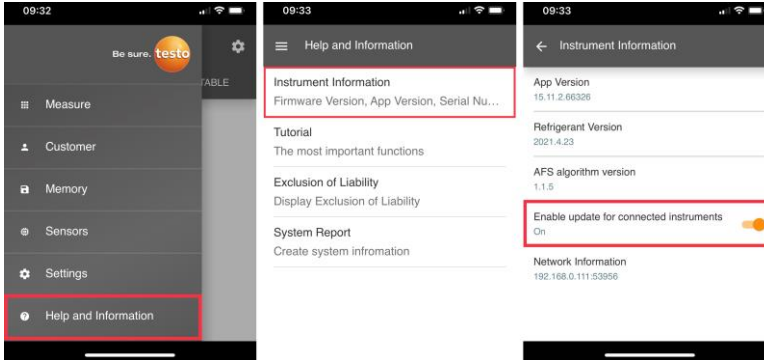 09:32
Be sure. testo
TABLE
Measure
Customer
Memory
Sensors
Settings
Help and Information
09:33
Help and Information
Instrument Information
Firmware Version, App Version, Serial Nu...
Tutorial
The most important functions
Exclusion of Liability
Display Exclusion of Liability
System Report
Create system infromation
09:33
Instrument Information
App Version
15.11.2.66326
Refrigerant Version
2021.4.23
AFS algorithm version
1.1.5
Enable update for connected instruments
On
Network Information
192.168.0.111:53956